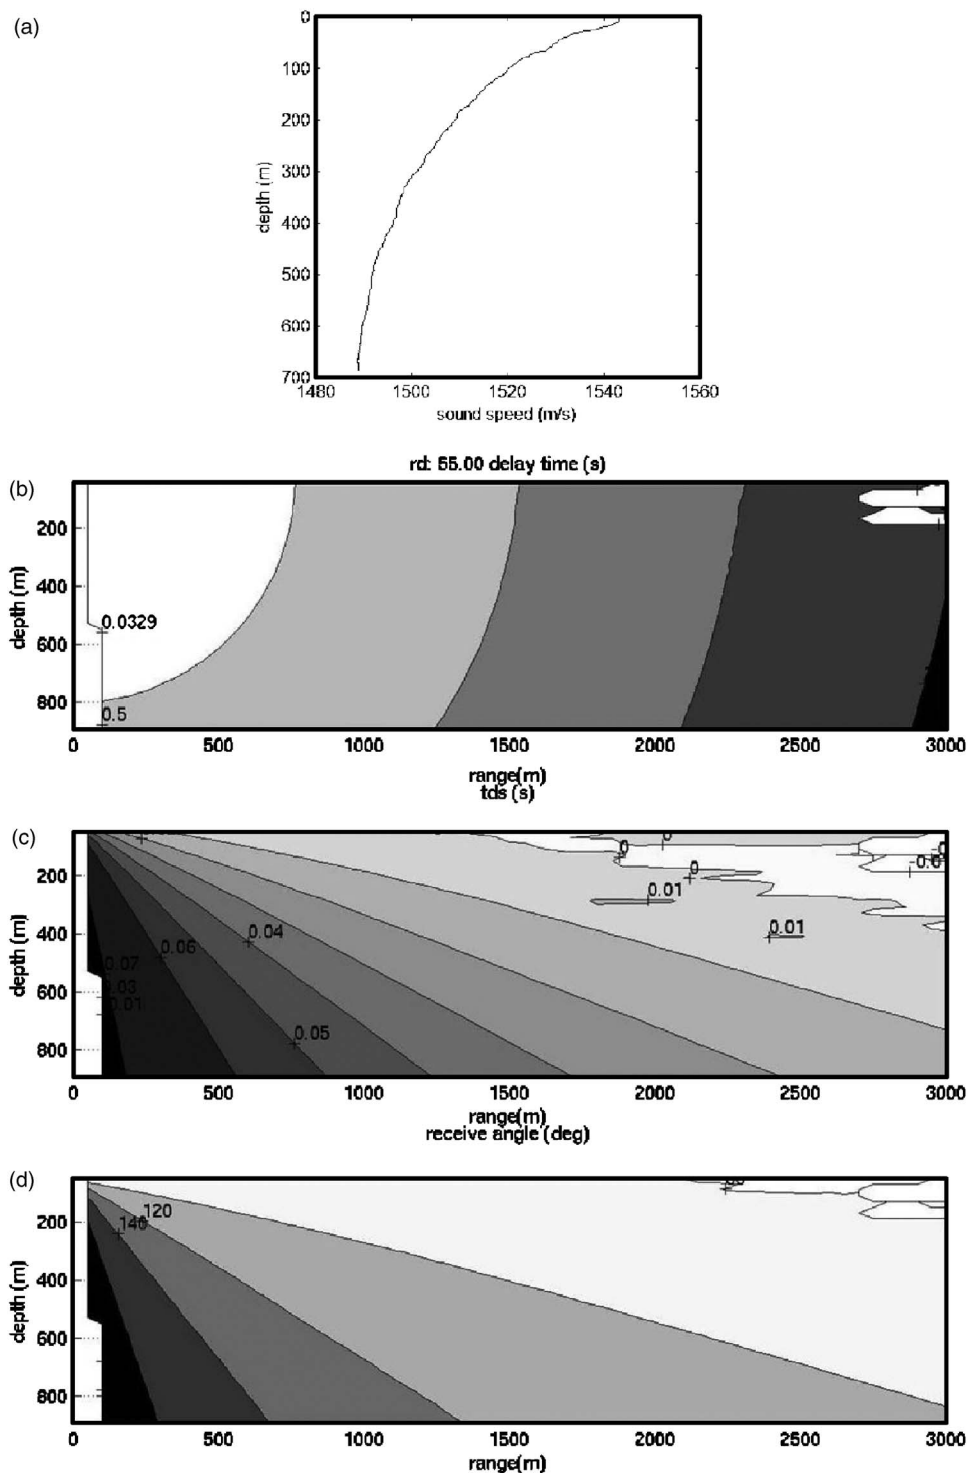 (a)
0
100
200
300
400
500
600
700
depth (m)
1480 1500 1520 1540 1560
sound speed (m/s)
(b)
rd: 55.00 delay time (s)
200
400
600
800
depth (m)
0.0329
0.5
0 500 1000 1500 2000 2500 3000
range(m)
(c)
tds (s)
200
400
600
800
depth (m)
0
0
0
0.01
0.01
0.04
0.06
0.07
0.03
0.01
0.05
0 500 1000 1500 2000 2500 3000
range(m)
(d)
receive angle (deg)
200
400
600
800
depth (m)
120
140
0 500 1000 1500 2000 2500 3000
range(m)